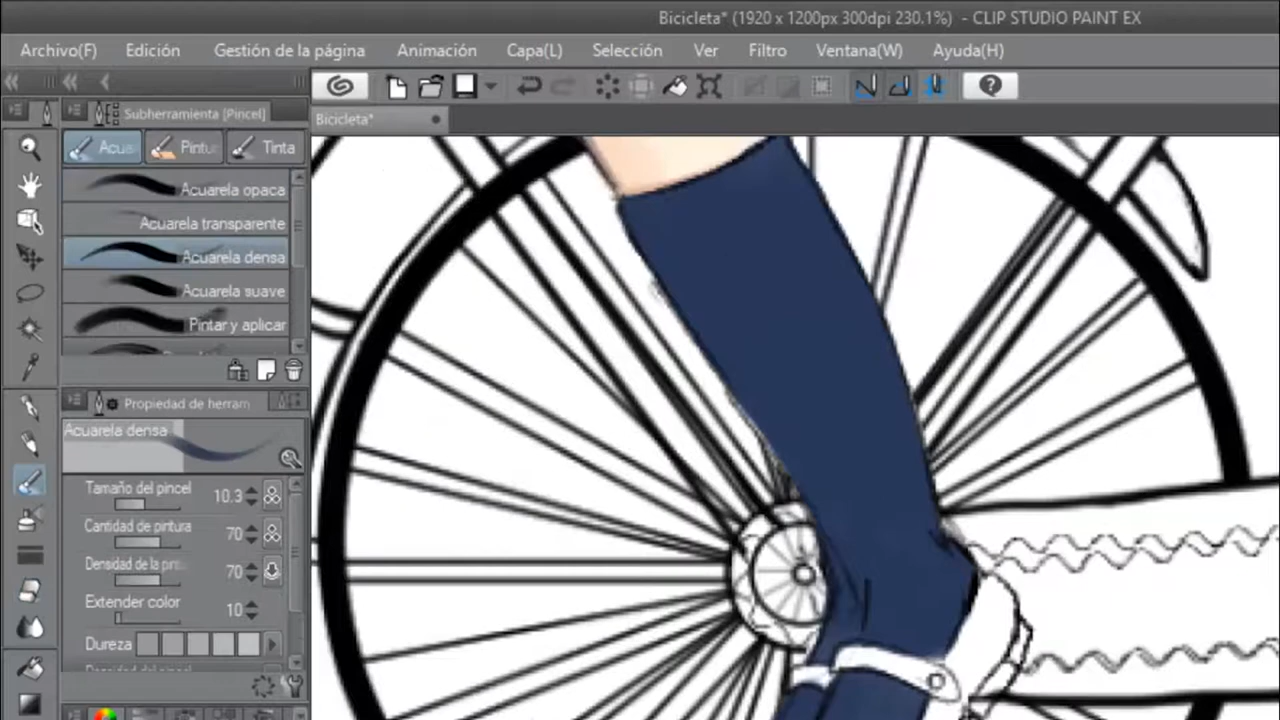 Bicicleta* (1920 x 1200px 300dpi 230.1%) - CLIP STUDIO PAINT EX
Archivo(F) Edición Gestión de la página Animación Capa(L) Selección Ver Filtro Ventana(W) Ayuda(H)
Subherramienta [Pincel]
Bicicleta*
Acua Pintu Tinta
Acuarela opaca
Acuarela transparente
Acuarela densa
Acuarela suave
Pintar y aplicar
Propiedad de herram
Acuarela densa
Tamaño del pincel 10.3
Cantidad de pintura 70
Densidad de la 70
Extender color 10
Dureza